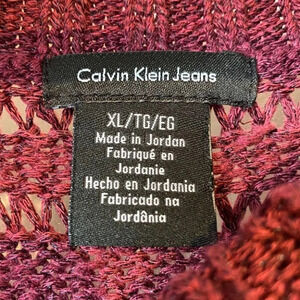 Calvin Klein Jeans
XL/TG/EG
Made in Jordan
Fabriqué en
Jordanie
Hecho en Jordania
Fabricado na
Jordânia